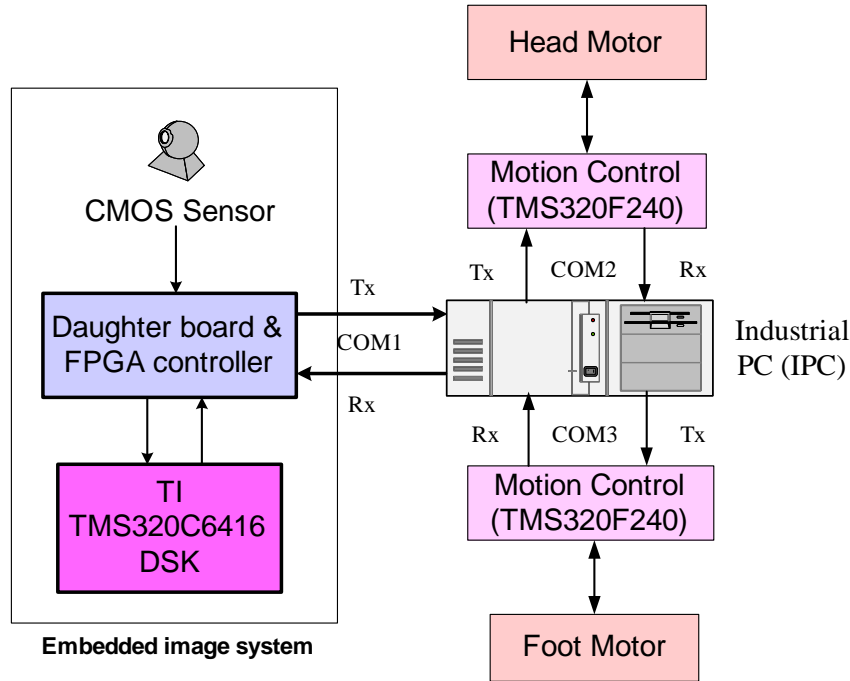 Head Motor
Motion Control
(TMS320F240)
CMOS Sensor
Tx
COM2
Rx
Tx
Daughter board &
FPGA controller
COM1
Industrial
PC (IPC)
Rx
Rx
COM3
Tx
TI
TMS320C6416
DSK
Motion Control
(TMS320F240)
Embedded image system
Foot Motor